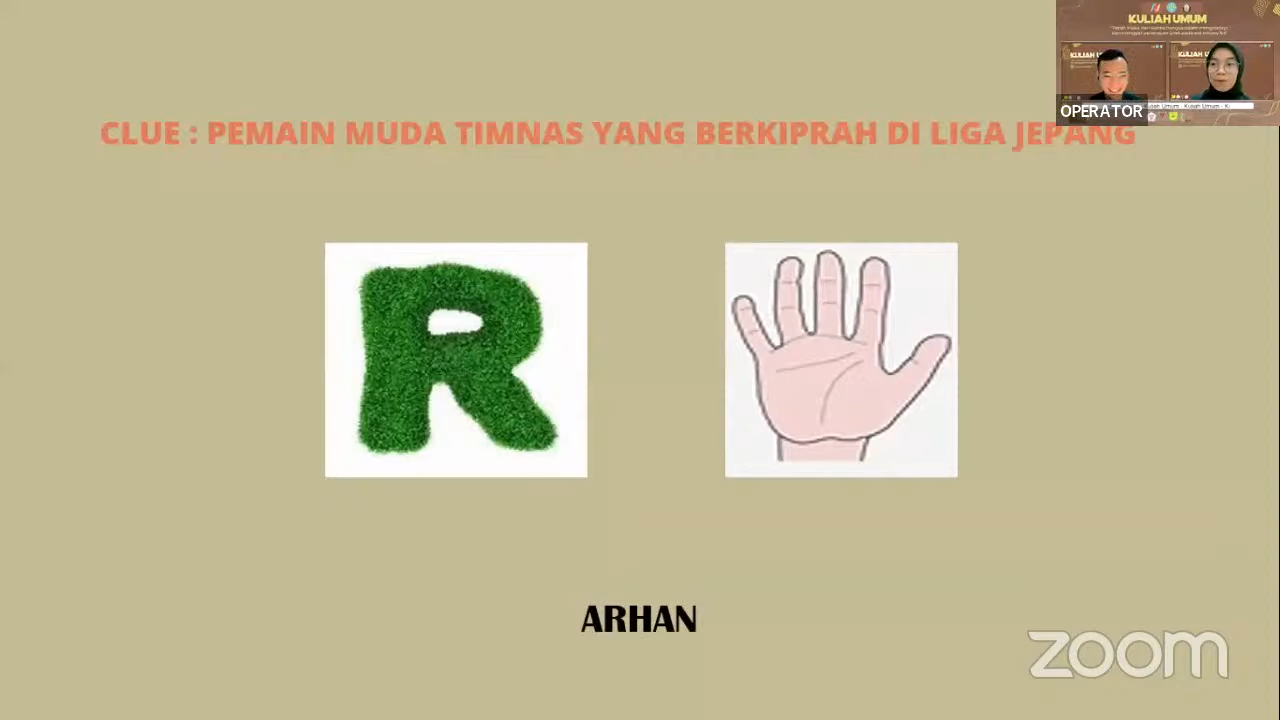 KULIAH UMUM
OPERATOR
CLUE : PEMAIN MUDA TIMNAS YANG BERKIPRAH DI LIGA JEPANG
R
ARHAN
zoom